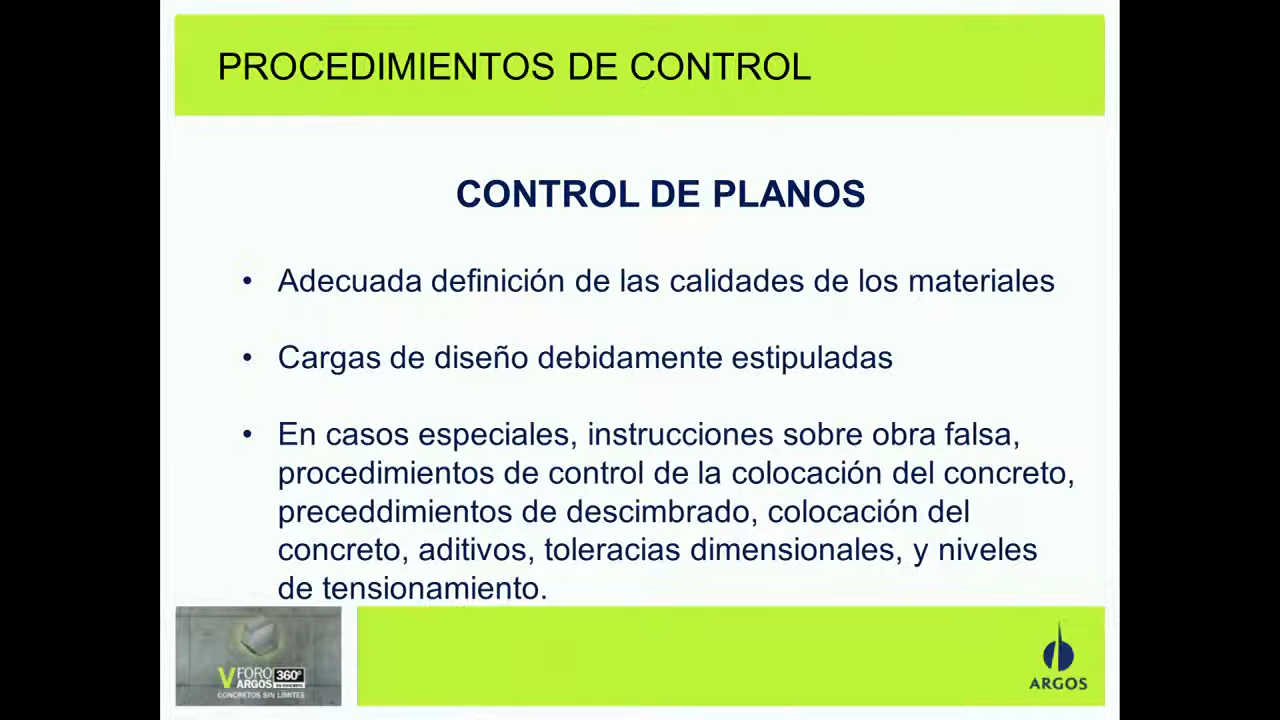 PROCEDIMIENTOS DE CONTROL
CONTROL DE PLANOS
• Adecuada definición de las calidades de los materiales
• Cargas de diseño debidamente estipuladas
• En casos especiales, instrucciones sobre obra falsa,
procedimientos de control de la colocación del concreto,
preceddimientos de descimbrado, colocación del
concreto, aditivos, toleracias dimensionales, y niveles
de tensionamiento.
V FORO 360°
ARGOS
CONCRETOS SIN LÍMITES
ARGOS